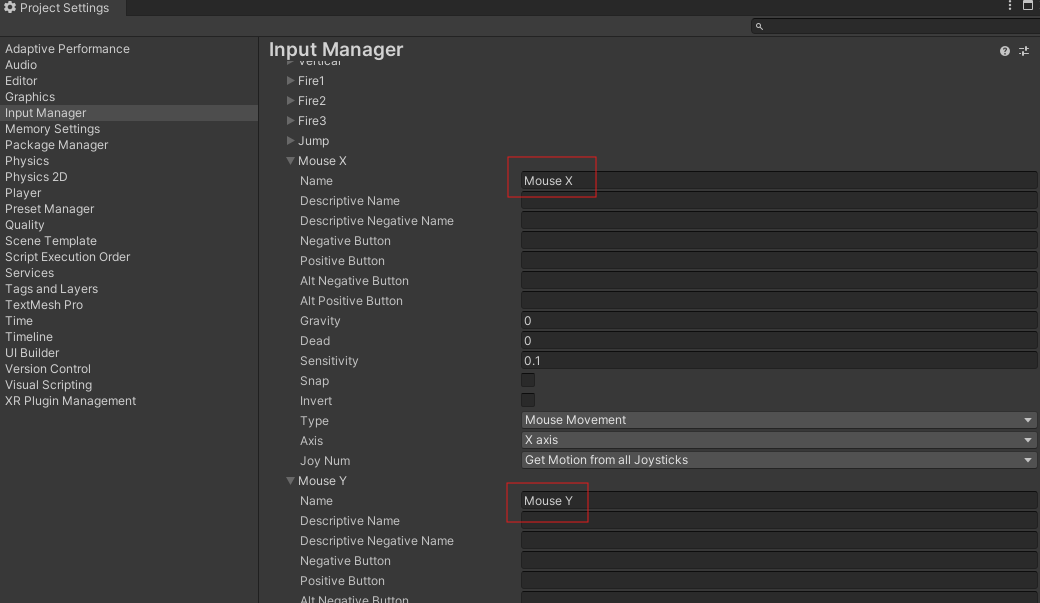 Project Settings
Adaptive Performance
Audio
Editor
Graphics
Input Manager
Memory Settings
Package Manager
Physics
Physics 2D
Player
Preset Manager
Quality
Scene Template
Script Execution Order
Services
Tags and Layers
TextMesh Pro
Time
Timeline
UI Builder
Version Control
Visual Scripting
XR Plugin Management
Input Manager
Vertical
Fire1
Fire2
Fire3
Jump
Mouse X
Name Mouse X
Descriptive Name
Descriptive Negative Name
Negative Button
Positive Button
Alt Negative Button
Alt Positive Button
Gravity 0
Dead 0
Sensitivity 0.1
Snap
Invert
Type Mouse Movement
Axis X axis
Joy Num Get Motion from all Joysticks
Mouse Y
Name Mouse Y
Descriptive Name
Descriptive Negative Name
Negative Button
Positive Button
Alt Negative Button